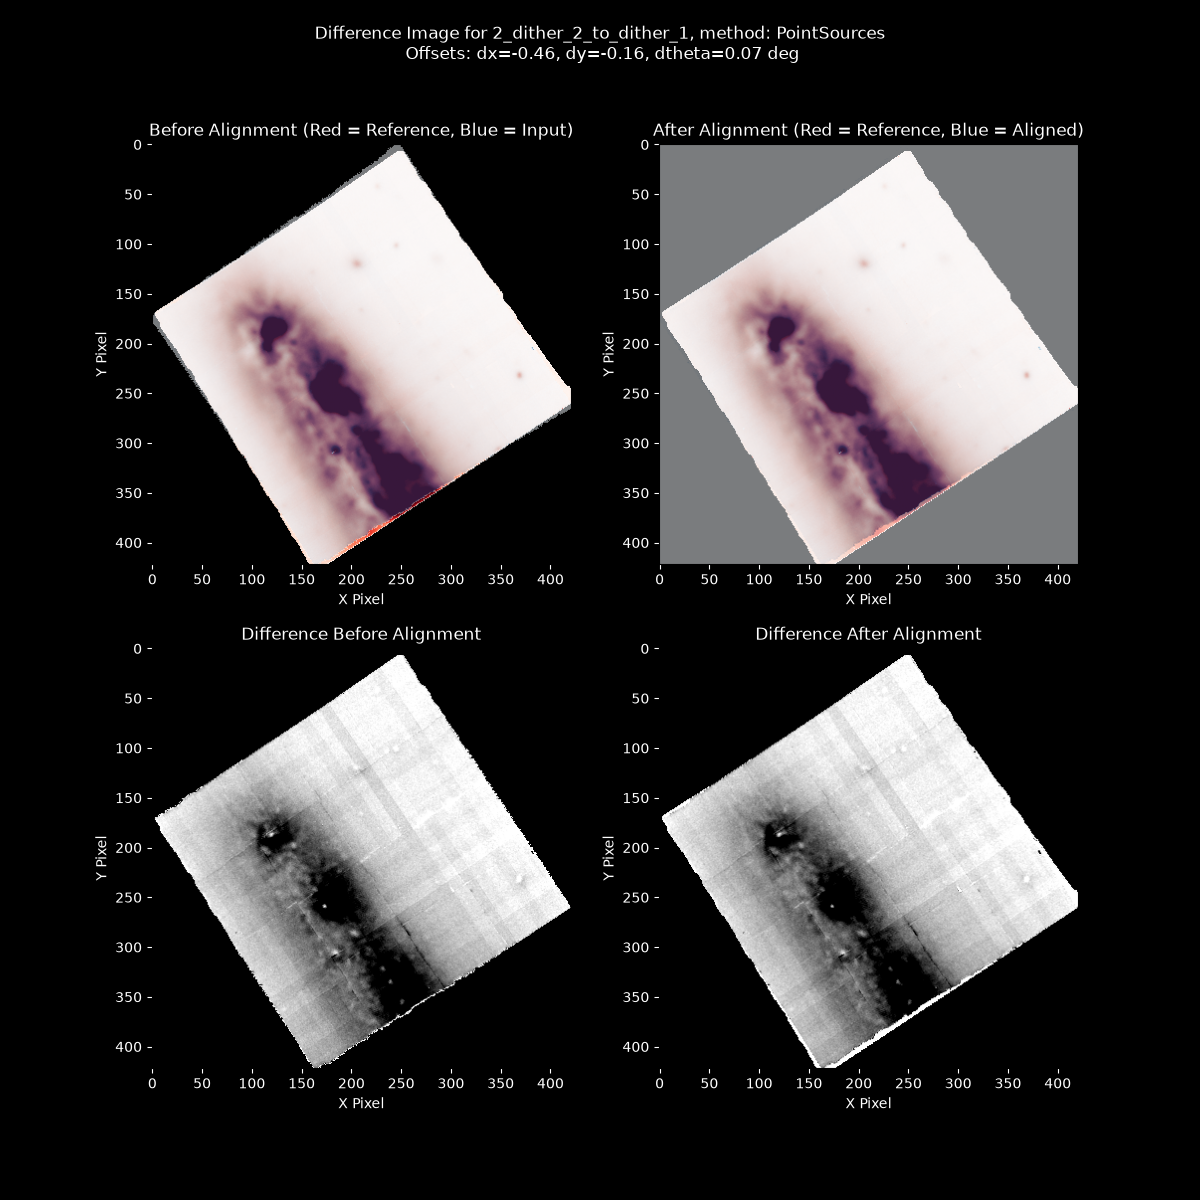 Difference Image for 2_dither_2_to_dither_1, method: PointSources
Offsets: dx=-0.46, dy=-0.16, dtheta=0.07 deg
Before Alignment (Red = Reference, Blue = Input)
0
50
100
150
200
250
300
350
400
Y Pixel
0 50 100 150 200 250 300 350 400
X Pixel
After Alignment (Red = Reference, Blue = Aligned)
0
50
100
150
200
250
300
350
400
Y Pixel
0 50 100 150 200 250 300 350 400
X Pixel
Difference Before Alignment
0
50
100
150
200
250
300
350
400
Y Pixel
0 50 100 150 200 250 300 350 400
X Pixel
Difference After Alignment
0
50
100
150
200
250
300
350
400
Y Pixel
0 50 100 150 200 250 300 350 400
X Pixel